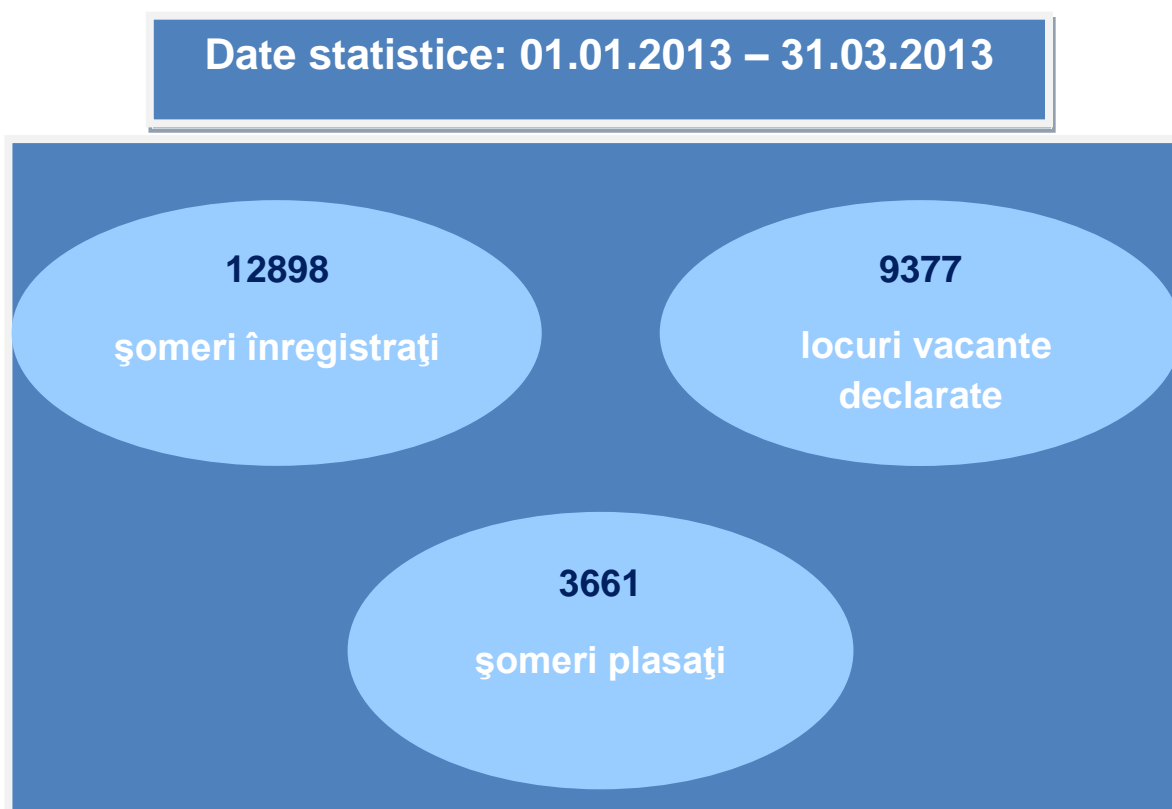 Date statistice: 01.01.2013 – 31.03.2013
12898
şomeri înregistraţi
9377
locuri vacante
declarate
3661
şomeri plasaţi